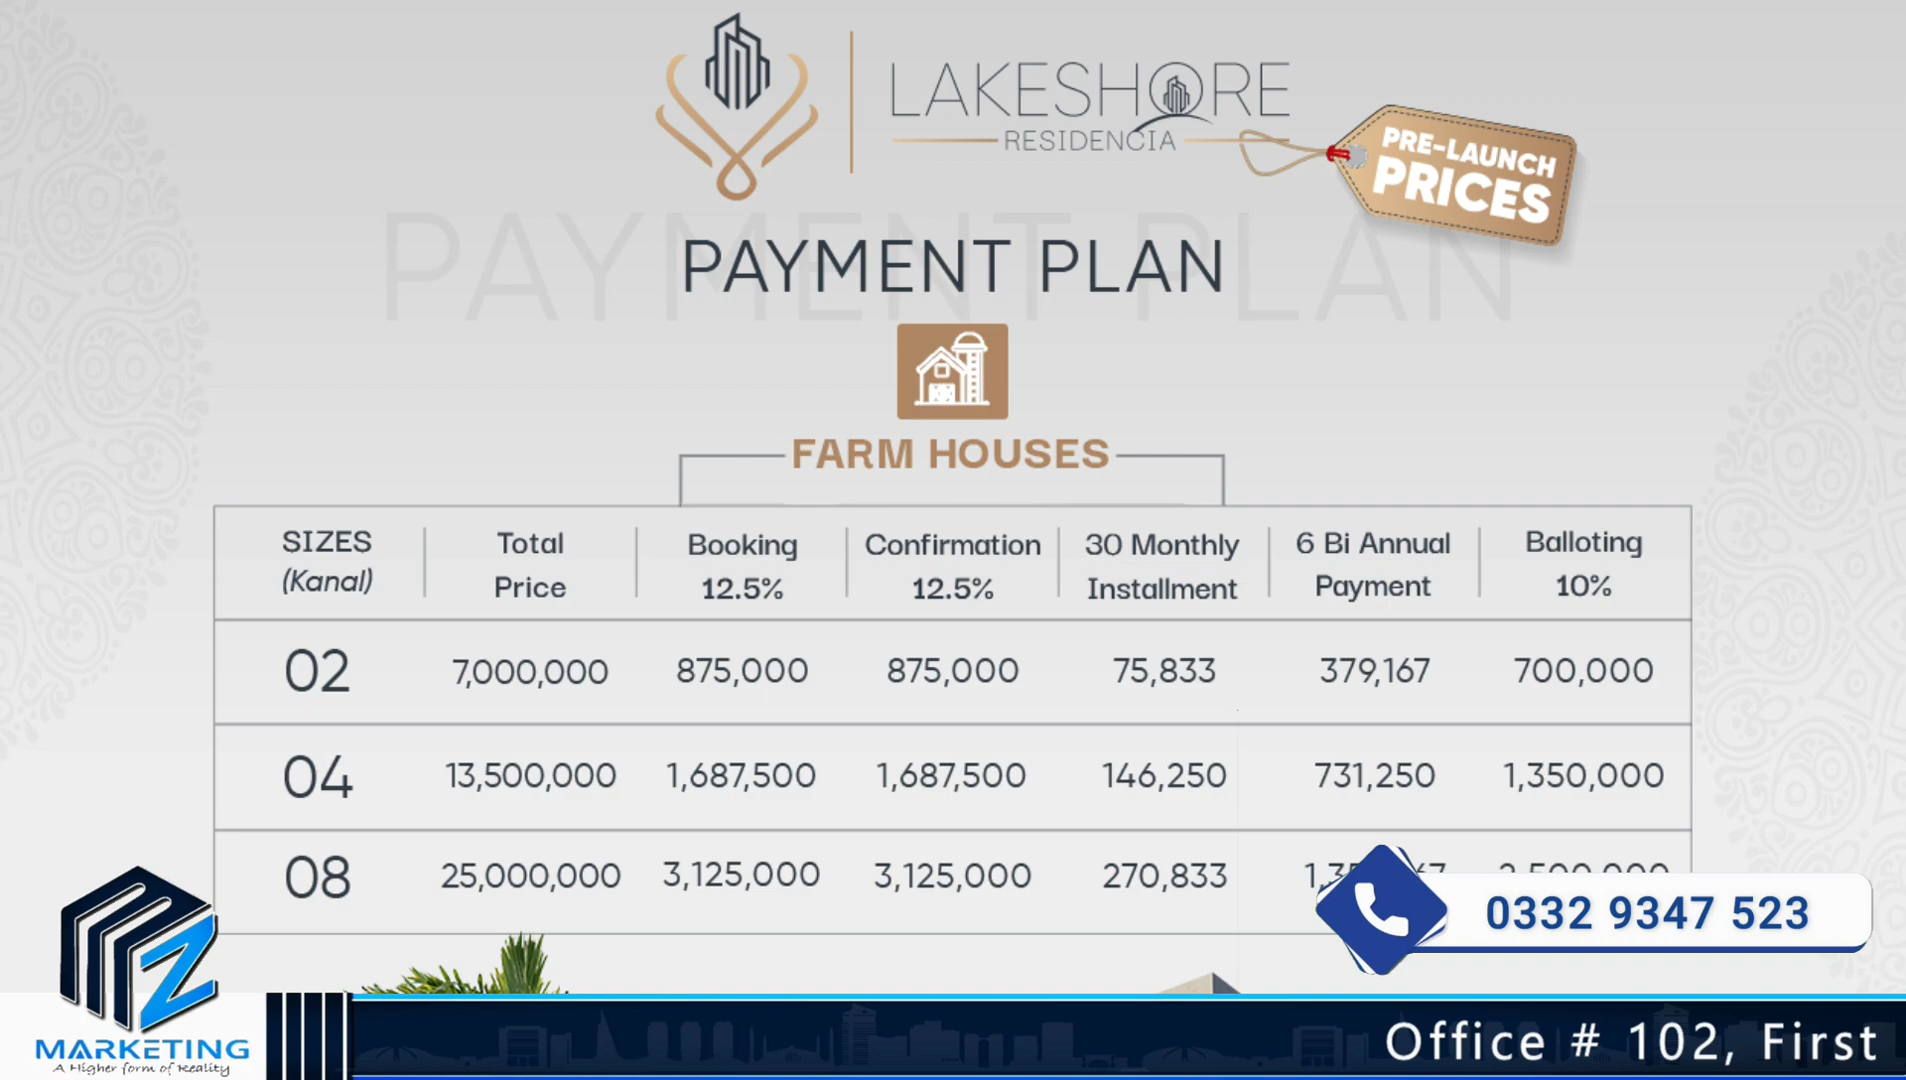 LAKESHORE
RESIDENCIA
PRE-LAUNCH
PRICES
PAYMENT PLAN
PAYMENT PLAN
FARM HOUSES
SIZES (Kanal) Total Price Booking 12.5% Confirmation 12.5% 30 Monthly Installment 6 Bi Annual Payment Balloting 10%
02 7,000,000 875,000 875,000 75,833 379,167 700,000
04 13,500,000 1,687,500 1,687,500 146,250 731,250 1,350,000
08 25,000,000 3,125,000 3,125,000 270,833
0332 9347 523
MZ
MARKETING
A Higher form of Reality
Office # 102, First